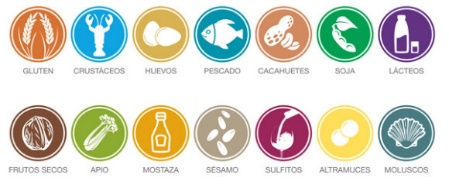 GLUTEN CRUSTÁCEOS HUEVOS PESCADO CACAHUETES SOJA LÁCTEOS
FRUTOS SECOS APIO MOSTAZA SÉSAMO SULFITOS ALTRAMUCES MOLUSCOS